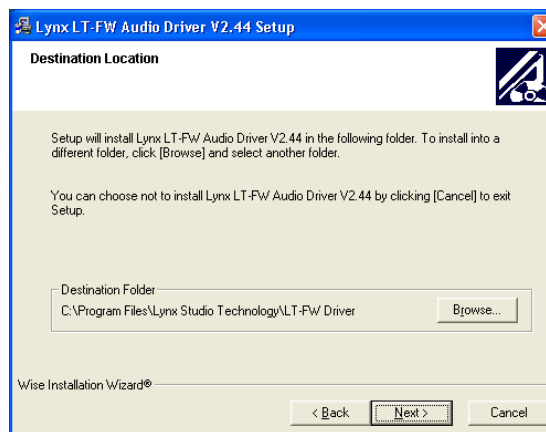 Lynx LT-FW Audio Driver V2.44 Setup
Destination Location
Setup will install Lynx LT-FW Audio Driver V2.44 in the following folder. To install into a
different folder, click [Browse] and select another folder.
You can choose not to install Lynx LT-FW Audio Driver V2.44 by clicking [Cancel] to exit
Setup.
Destination Folder
C:\Program Files\Lynx Studio Technology\LT-FW Driver
Browse...
Wise Installation Wizard®
< Back
Next >
Cancel